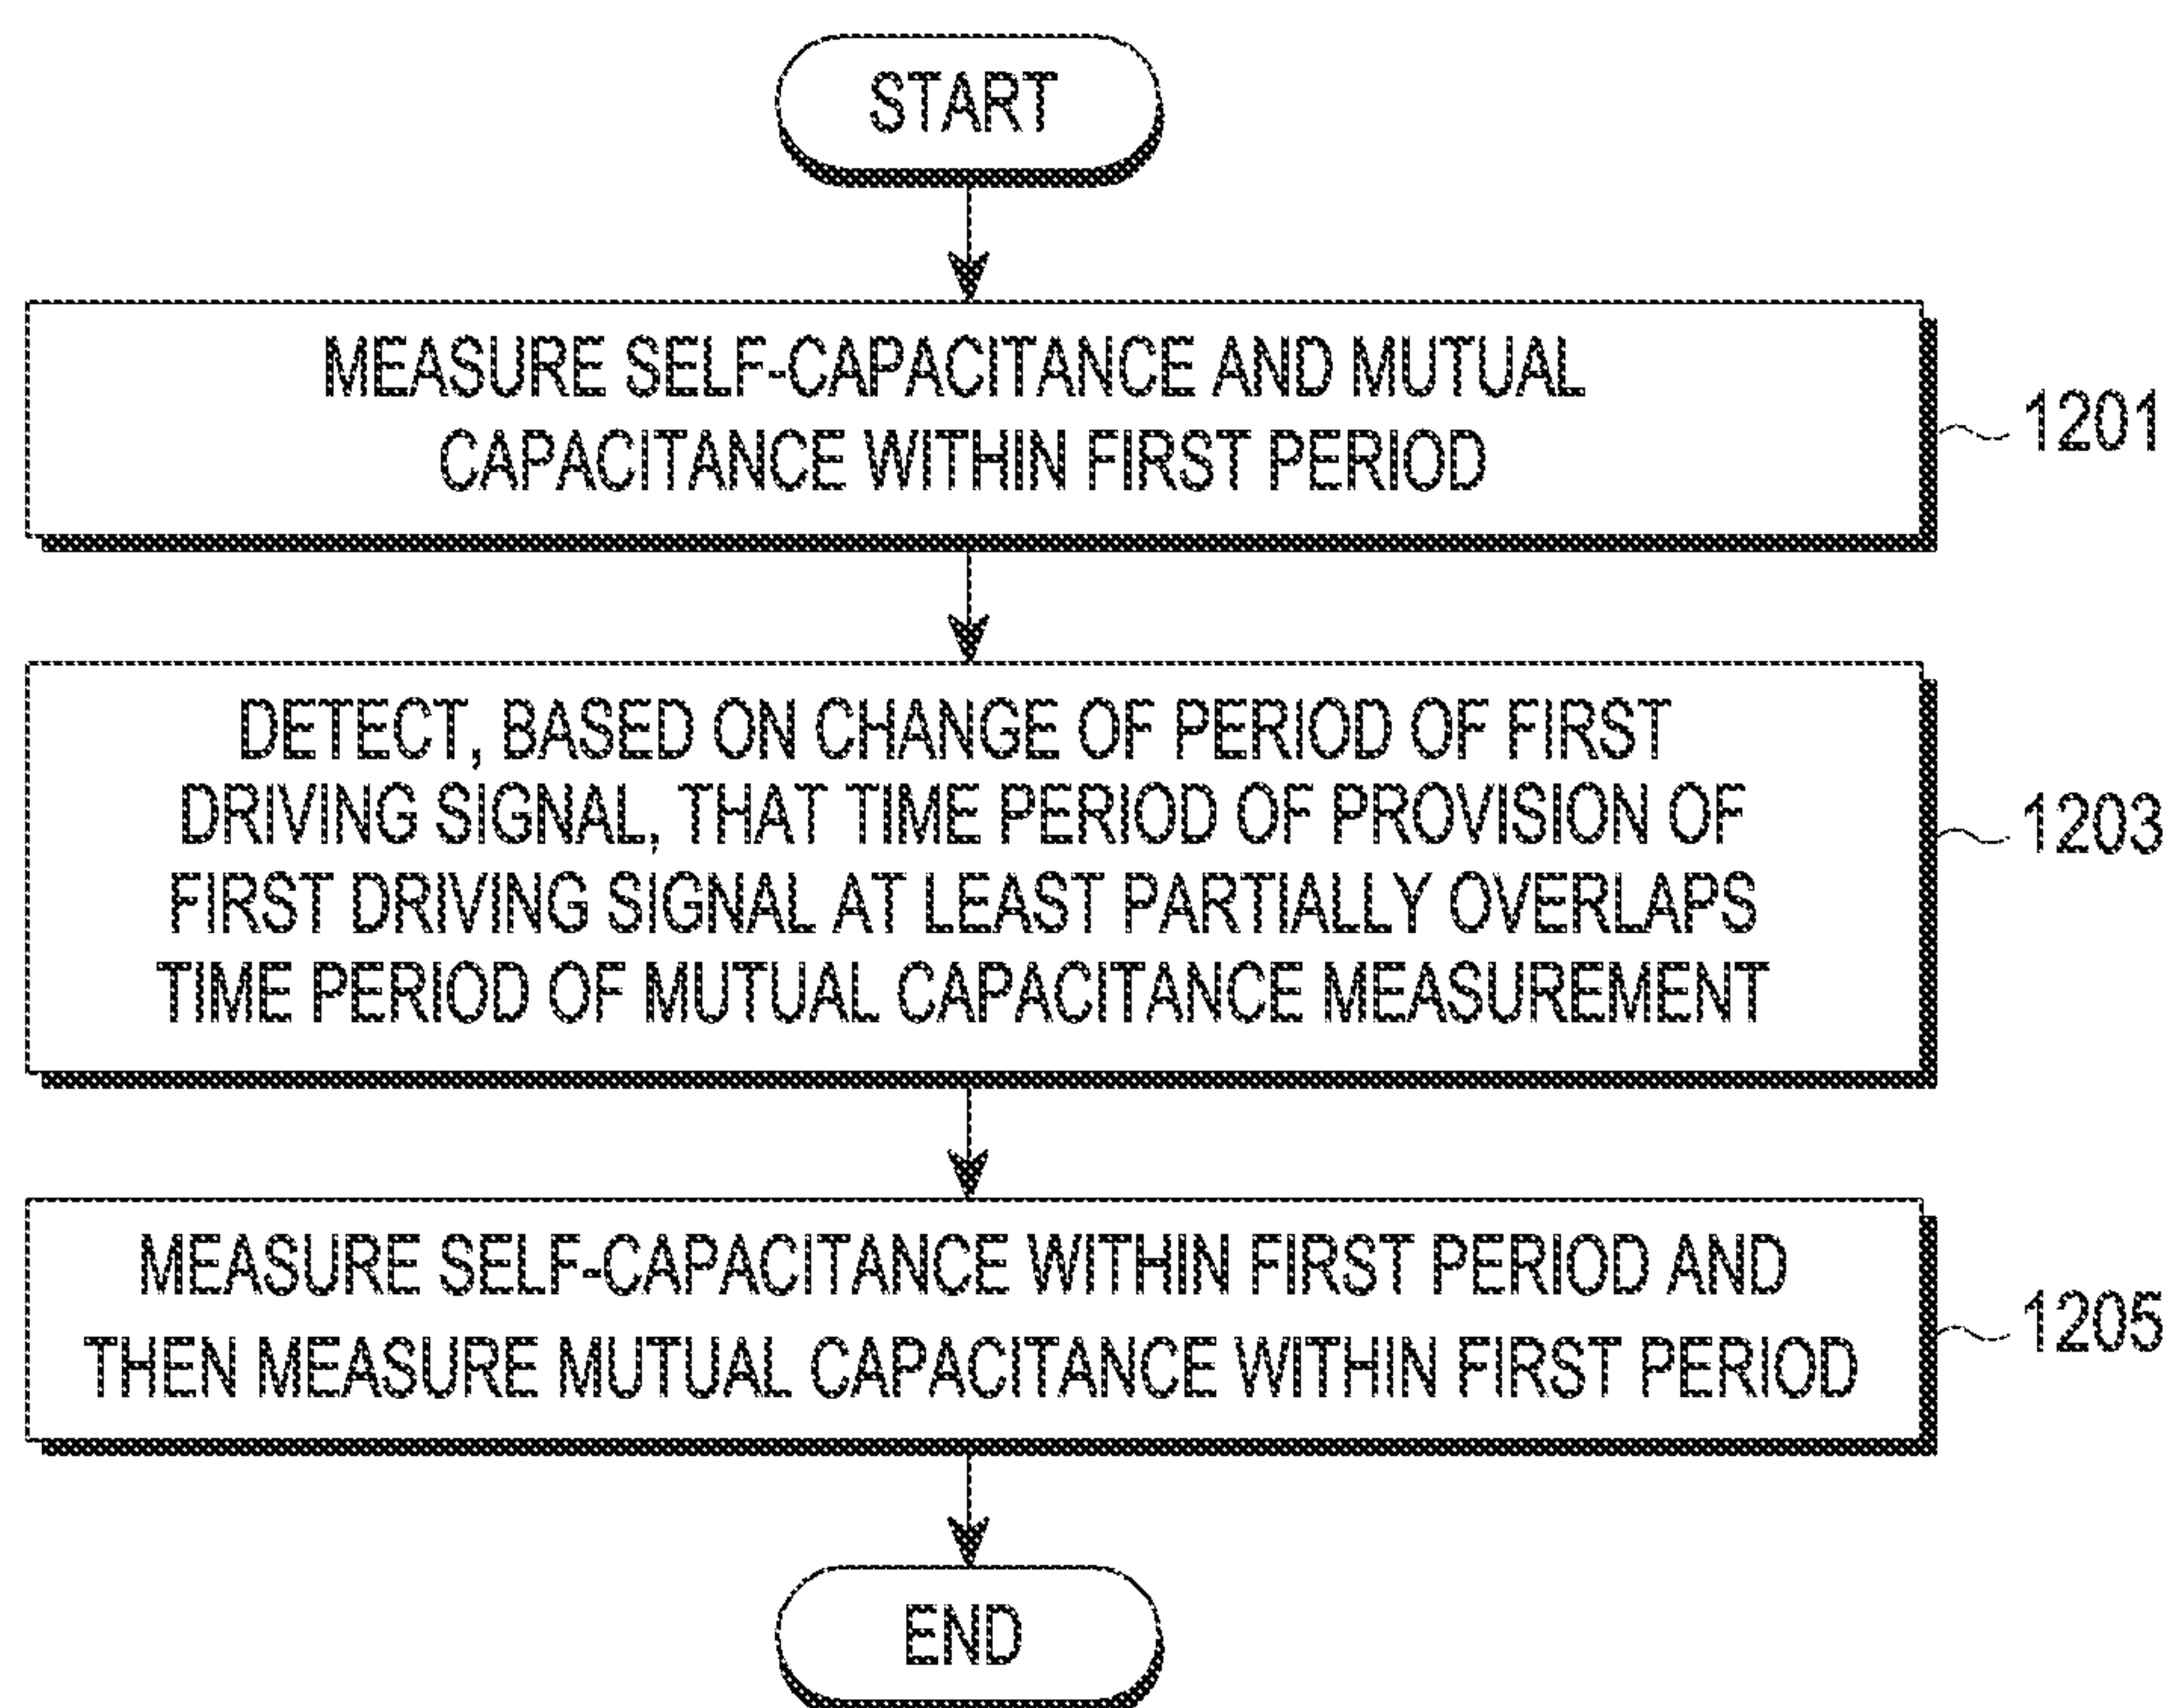 START
MEASURE SELF-CAPACITANCE AND MUTUAL
CAPACITANCE WITHIN FIRST PERIOD
1201
DETECT, BASED ON CHANGE OF PERIOD OF FIRST
DRIVING SIGNAL, THAT TIME PERIOD OF PROVISION OF
FIRST DRIVING SIGNAL AT LEAST PARTIALLY OVERLAPS
TIME PERIOD OF MUTUAL CAPACITANCE MEASUREMENT
1203
MEASURE SELF-CAPACITANCE WITHIN FIRST PERIOD AND
THEN MEASURE MUTUAL CAPACITANCE WITHIN FIRST PERIOD
1205
END